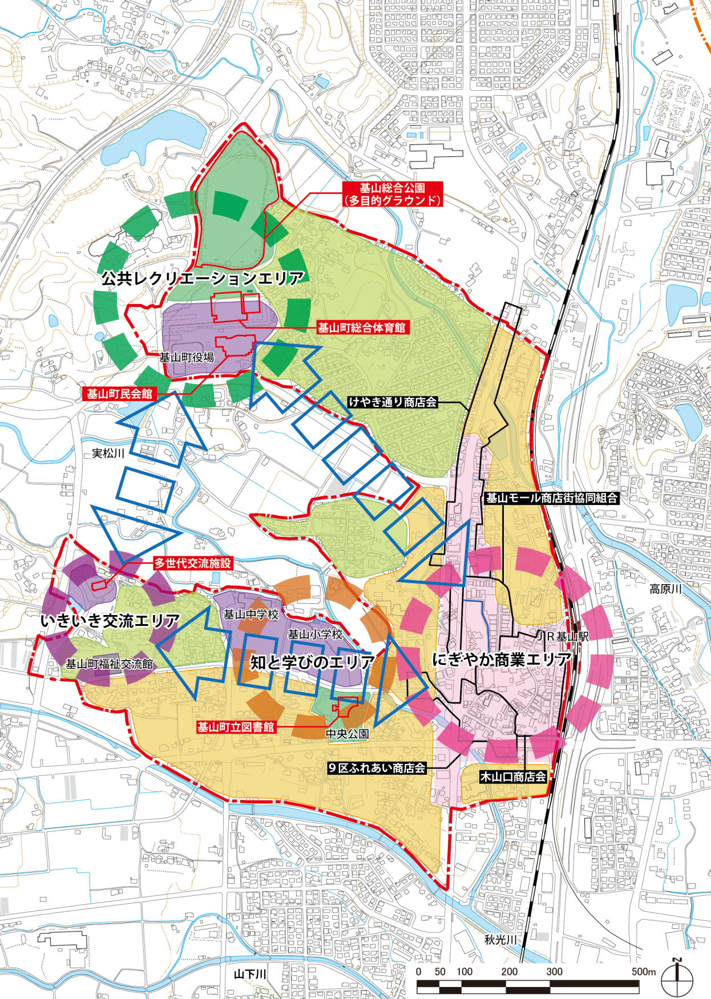 基山総合公園
（多目的グラウンド）
公共レクリエーションエリア
基山町総合体育館
基山町役場
基山町民会館
けやき通り商店会
実松川
基山モール商店街協同組合
多世代交流施設
高原川
いきいき交流エリア
基山中学校
基山小学校
JR基山駅
基山町福祉交流館
知と学びのエリア
にぎやか商業エリア
基山町立図書館
中央公園
9区ふれあい商店会
木山口商店会
秋光川
山下川
0 50 100 200 300 500m
N